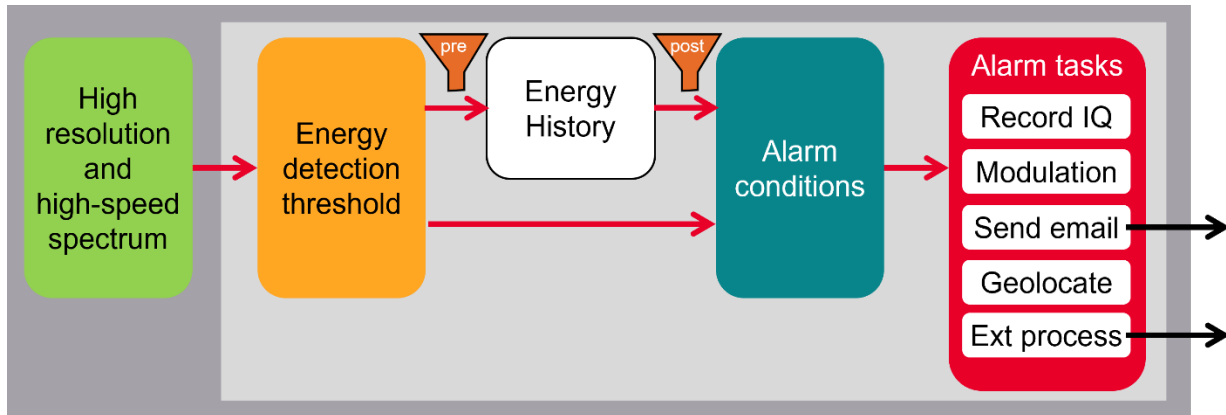 High
resolution
and
high-speed
spectrum
Energy
detection
threshold
pre
Energy
History
post
Alarm
conditions
Alarm tasks
Record IQ
Modulation
Send email
Geolocate
Ext process